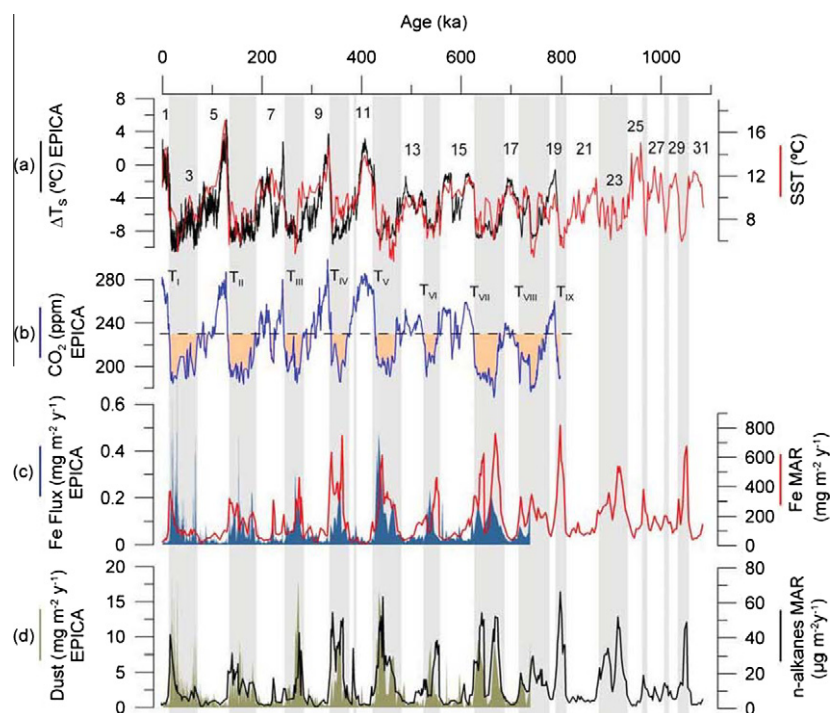 Age (ka)
0 200 400 600 800 1000
8
4
0
-4
-8
1 3 5 7 9 11 13 15 17 19 21 23 25 27 29 31
16
12
8
(a)
ΔTS (ºC) EPICA
SST (ºC)
280
240
200
TI TII TIII TIV TV TVI TVII TVIII TIX
(b)
CO2 (ppm)
EPICA
0.6
0.4
0.2
0
800
600
400
200
0
(c)
Fe Flux (mg m-2 y-1)
EPICA
Fe MAR
(mg m-2 y-1)
20
15
10
5
0
80
60
40
20
0
(d)
Dust (mg m-2 y-1)
EPICA
n-alkanes MAR
(µg m-2y-1)